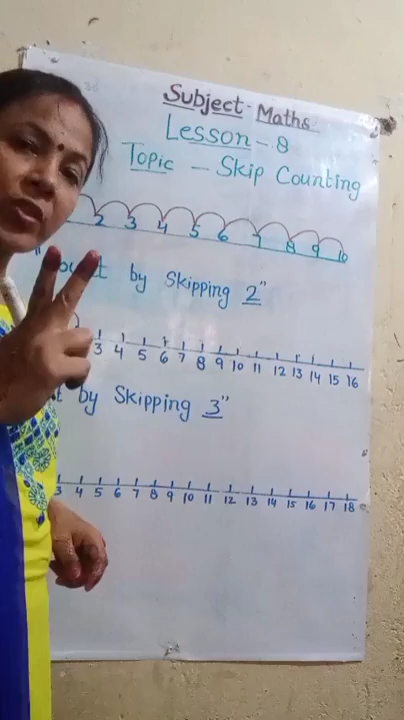 Subject - Maths
Lesson - 8
Topic - Skip Counting
2 3 4 5 6 7 8 9 10
by Skipping 2"
3 4 5 6 7 8 9 10 11 12 13 14 15 16
by Skipping 3"
3 4 5 6 7 8 9 10 11 12 13 14 15 16 17 18